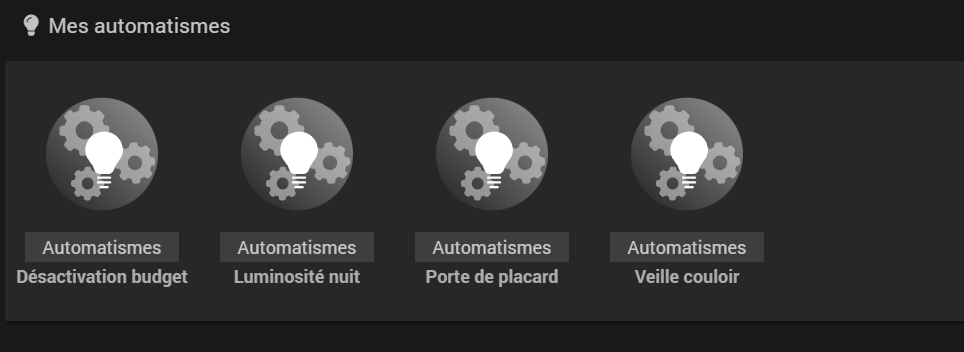 Mes automatismes
Automatismes Automatismes Automatismes Automatismes
Désactivation budget Luminosité nuit Porte de placard Veille couloir